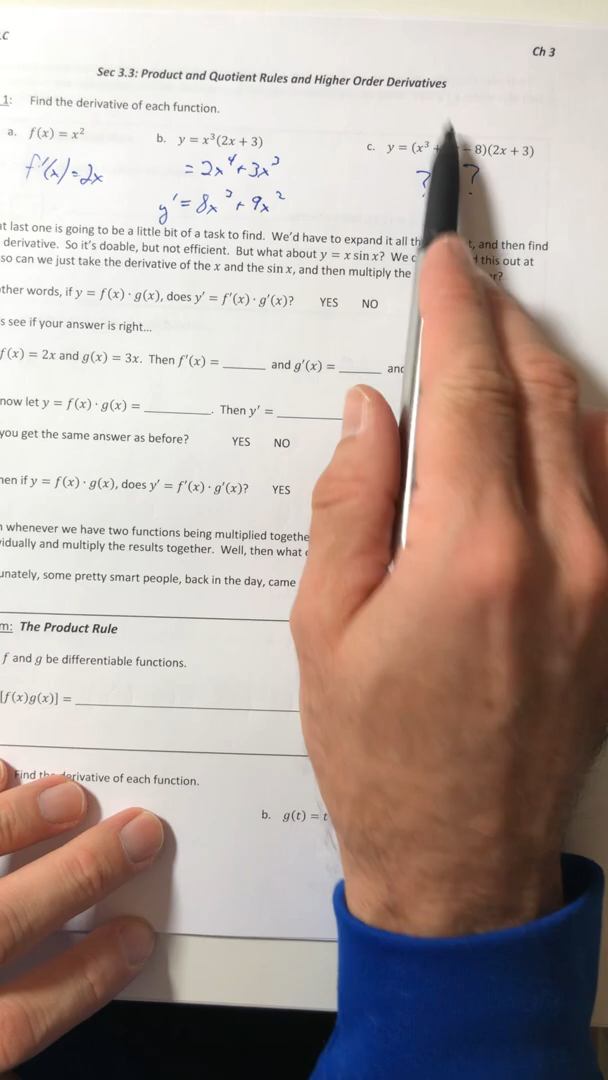 .C
Ch 3
Sec 3.3: Product and Quotient Rules and Higher Order Derivatives
1: Find the derivative of each function.
a. f(x) = x² b. y = x³(2x + 3) c. y = (x³ + − 8)(2x + 3)
f'(x) = 2x = 2x⁴ + 3x³ ? ?
y' = 8x³ + 9x²
at last one is going to be a little bit of a task to find. We'd have to expand it all , and then find
derivative. So it's doable, but not efficient. But what about y = x sin x? We this out at
so can we just take the derivative of the x and the sin x, and then multiply the
ther words, if y = f(x) · g(x), does y' = f'(x) · g'(x)? YES NO
s see if your answer is right...
f(x) = 2x and g(x) = 3x. Then f'(x) = ______ and g'(x) = ______ and
now let y = f(x) · g(x) = _________. Then y' = _________
you get the same answer as before? YES NO
hen if y = f(x) · g(x), does y' = f'(x) · g'(x)? YES
whenever we have two functions being multiplied togethe
vidually and multiply the results together. Well, then what
unately, some pretty smart people, back in the day, came
m: The Product Rule
f and g be differentiable functions.
[f(x)g(x)] = ______________________
Find the derivative of each function.
b. g(t) = t